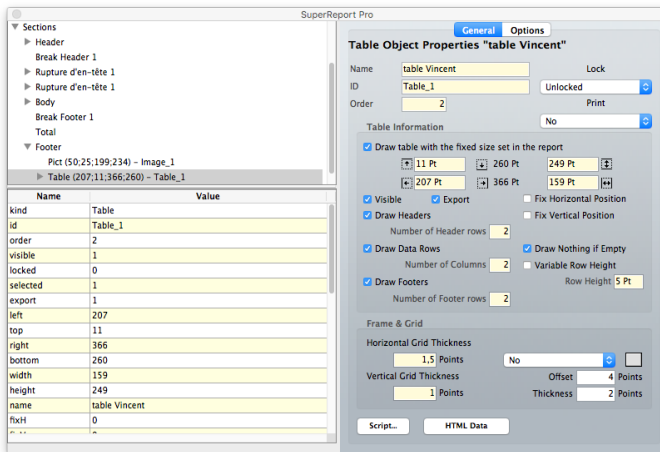 SuperReport Pro
Sections
Header
Break Header 1
Rupture d'en-tête 1
Rupture d'en-tête 1
Body
Break Footer 1
Total
Footer
Pict (50;25;199;234) – Image_1
Table (207;11;366;260) – Table_1
Name Value
kind Table
id Table_1
order 2
visible 1
locked 0
selected 1
export 1
left 207
top 11
right 366
bottom 260
width 159
height 249
name table Vincent
fixH 0
General Options
Table Object Properties "table Vincent"
Name table Vincent Lock
ID Table_1 Unlocked
Order 2 Print
No
Table Information
Draw table with the fixed size set in the report
11 Pt 260 Pt 249 Pt
207 Pt 366 Pt 159 Pt
Visible Export Fix Horizontal Position
Draw Headers Fix Vertical Position
Number of Header rows 2
Draw Data Rows Draw Nothing if Empty
Number of Columns 2 Variable Row Height
Draw Footers Row Height 5 Pt
Number of Footer rows 2
Frame & Grid
Horizontal Grid Thickness
1,5 Points No
Vertical Grid Thickness Offset 4 Points
1 Points Thickness 2 Points
Script... HTML Data